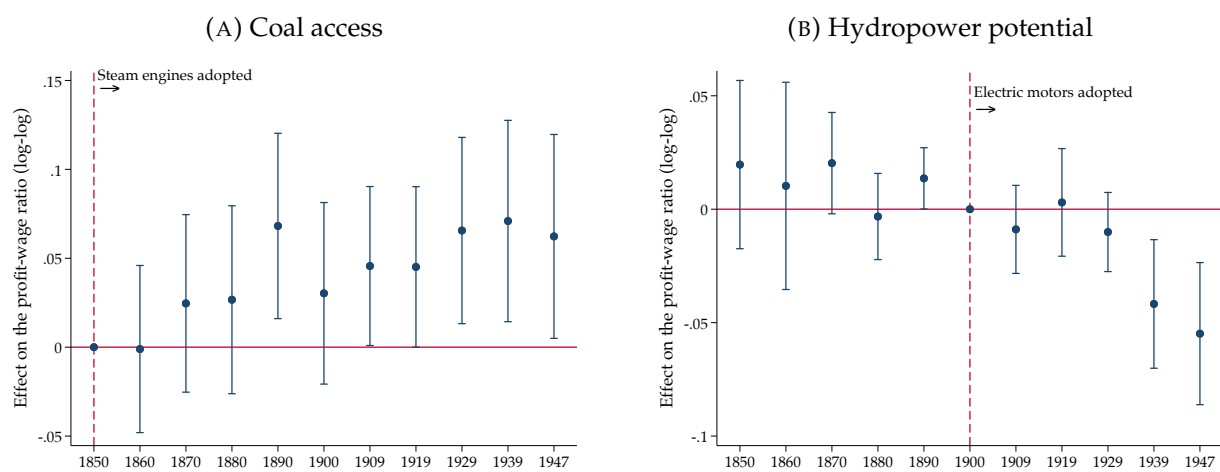 (A) Coal access
Effect on the profit-wage ratio (log-log)
.15
.1
.05
0
-.05
Steam engines adopted
1850 1860 1870 1880 1890 1900 1909 1919 1929 1939 1947
(B) Hydropower potential
Effect on the profit-wage ratio (log-log)
.05
0
-.05
-.1
Electric motors adopted
1850 1860 1870 1880 1890 1900 1909 1919 1929 1939 1947